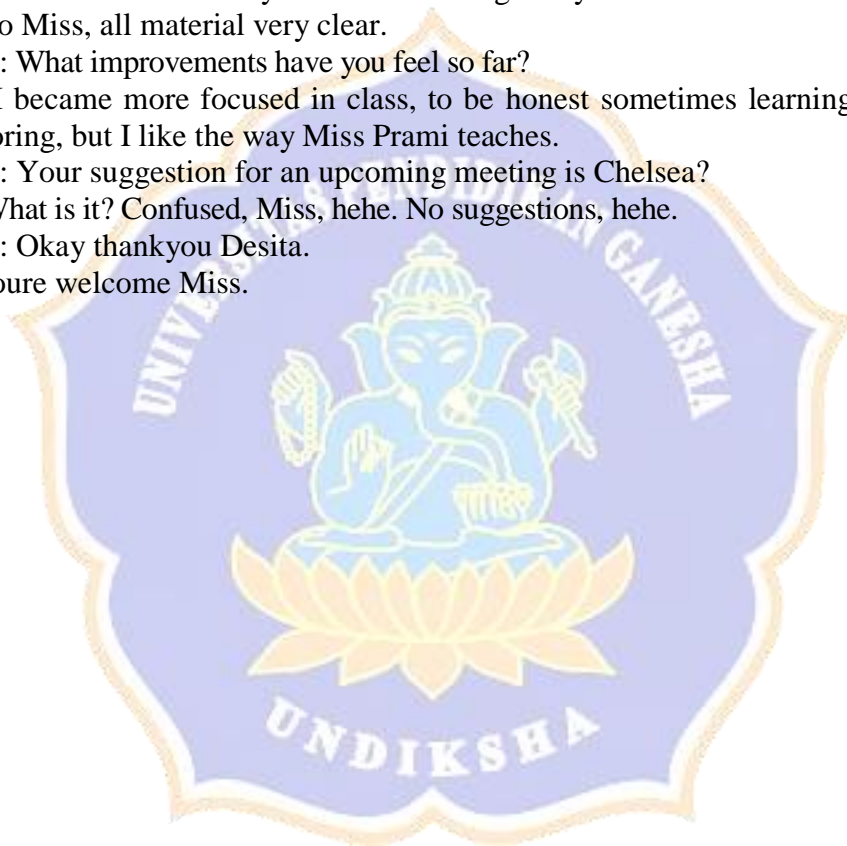 o Miss, all material very clear.
: What improvements have you feel so far?
I became more focused in class, to be honest sometimes learning
oring, but I like the way Miss Prami teaches.
: Your suggestion for an upcoming meeting is Chelsea?
What is it? Confused, Miss, hehe. No suggestions, hehe.
: Okay thankyou Desita.
oure welcome Miss.
UNIVERSITAS PENDIDIKAN GANESHA
UNDIKSHA